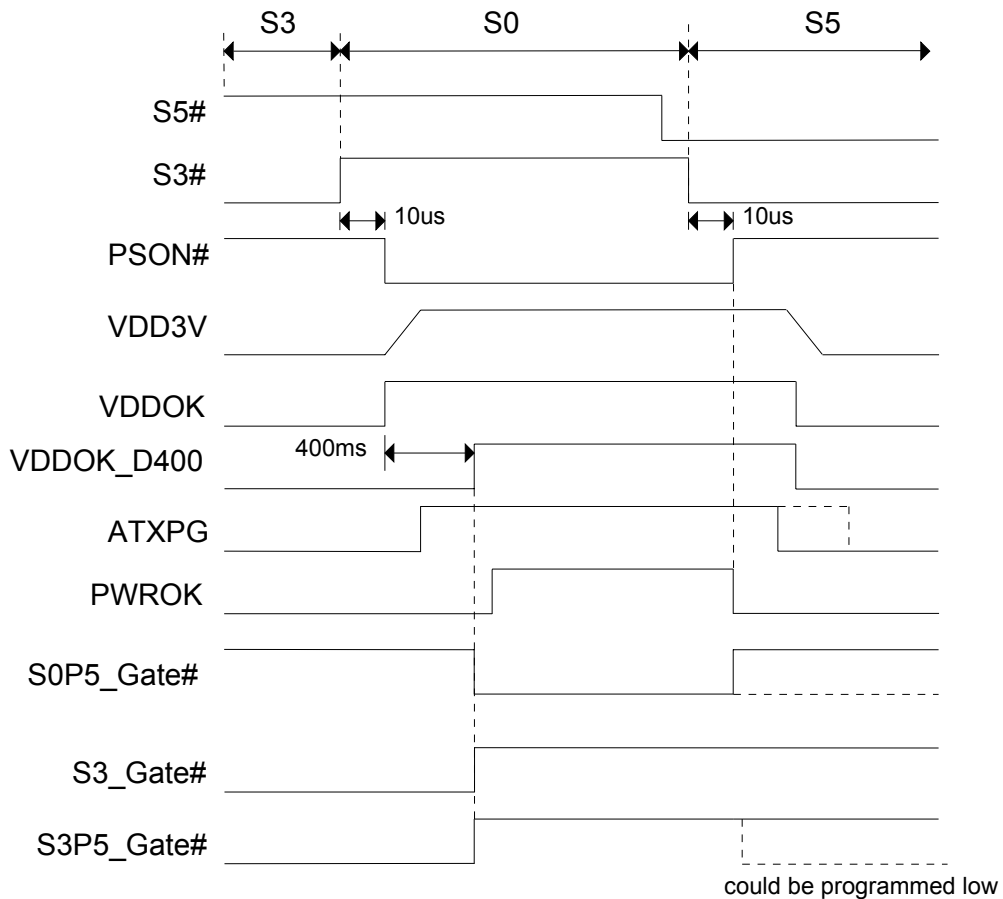 S3 S0 S5
S5#
S3#
10us 10us
PSON#
VDD3V
VDDOK
400ms
VDDOK_D400
ATXPG
PWROK
S0P5_Gate#
S3_Gate#
S3P5_Gate#
could be programmed low